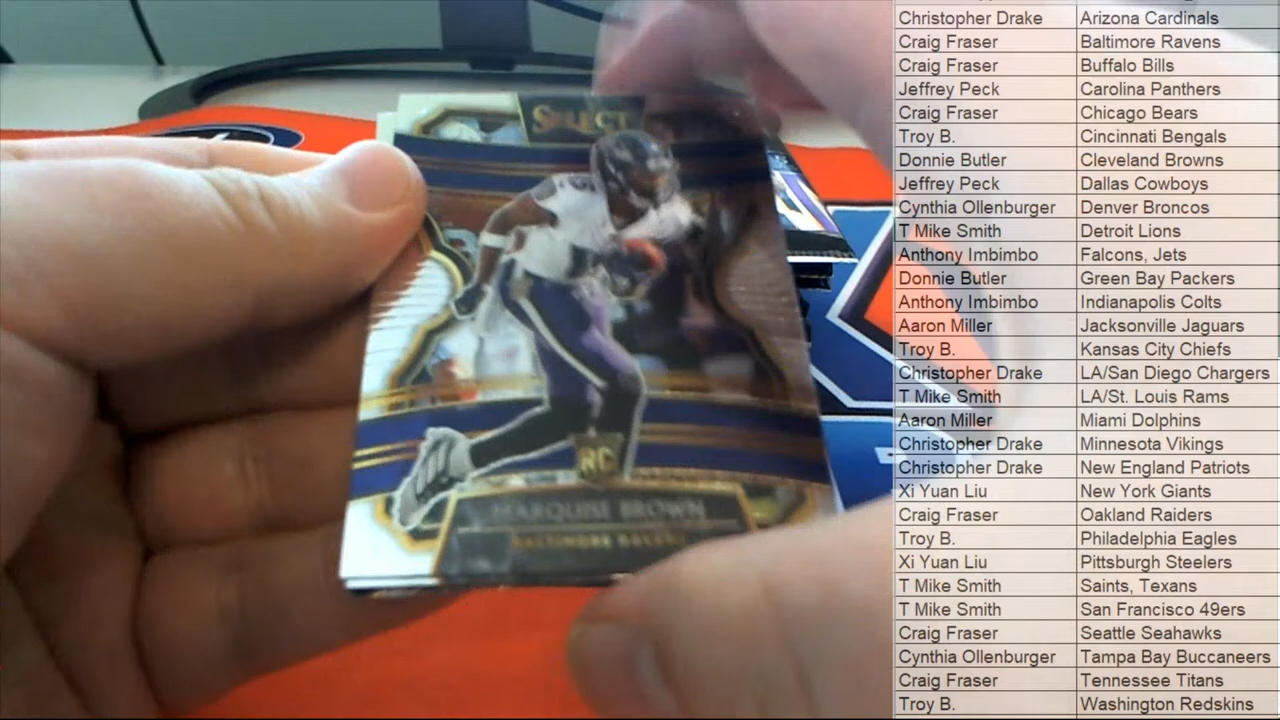 SELECT
RC
MARQUISE BROWN
BALTIMORE RAVENS
Christopher Drake Arizona Cardinals
Craig Fraser Baltimore Ravens
Craig Fraser Buffalo Bills
Jeffrey Peck Carolina Panthers
Craig Fraser Chicago Bears
Troy B. Cincinnati Bengals
Donnie Butler Cleveland Browns
Jeffrey Peck Dallas Cowboys
Cynthia Ollenburger Denver Broncos
T Mike Smith Detroit Lions
Anthony Imbimbo Falcons, Jets
Donnie Butler Green Bay Packers
Anthony Imbimbo Indianapolis Colts
Aaron Miller Jacksonville Jaguars
Troy B. Kansas City Chiefs
Christopher Drake LA/San Diego Chargers
T Mike Smith LA/St. Louis Rams
Aaron Miller Miami Dolphins
Christopher Drake Minnesota Vikings
Christopher Drake New England Patriots
Xi Yuan Liu New York Giants
Craig Fraser Oakland Raiders
Troy B. Philadelphia Eagles
Xi Yuan Liu Pittsburgh Steelers
T Mike Smith Saints, Texans
T Mike Smith San Francisco 49ers
Craig Fraser Seattle Seahawks
Cynthia Ollenburger Tampa Bay Buccaneers
Craig Fraser Tennessee Titans
Troy B. Washington Redskins